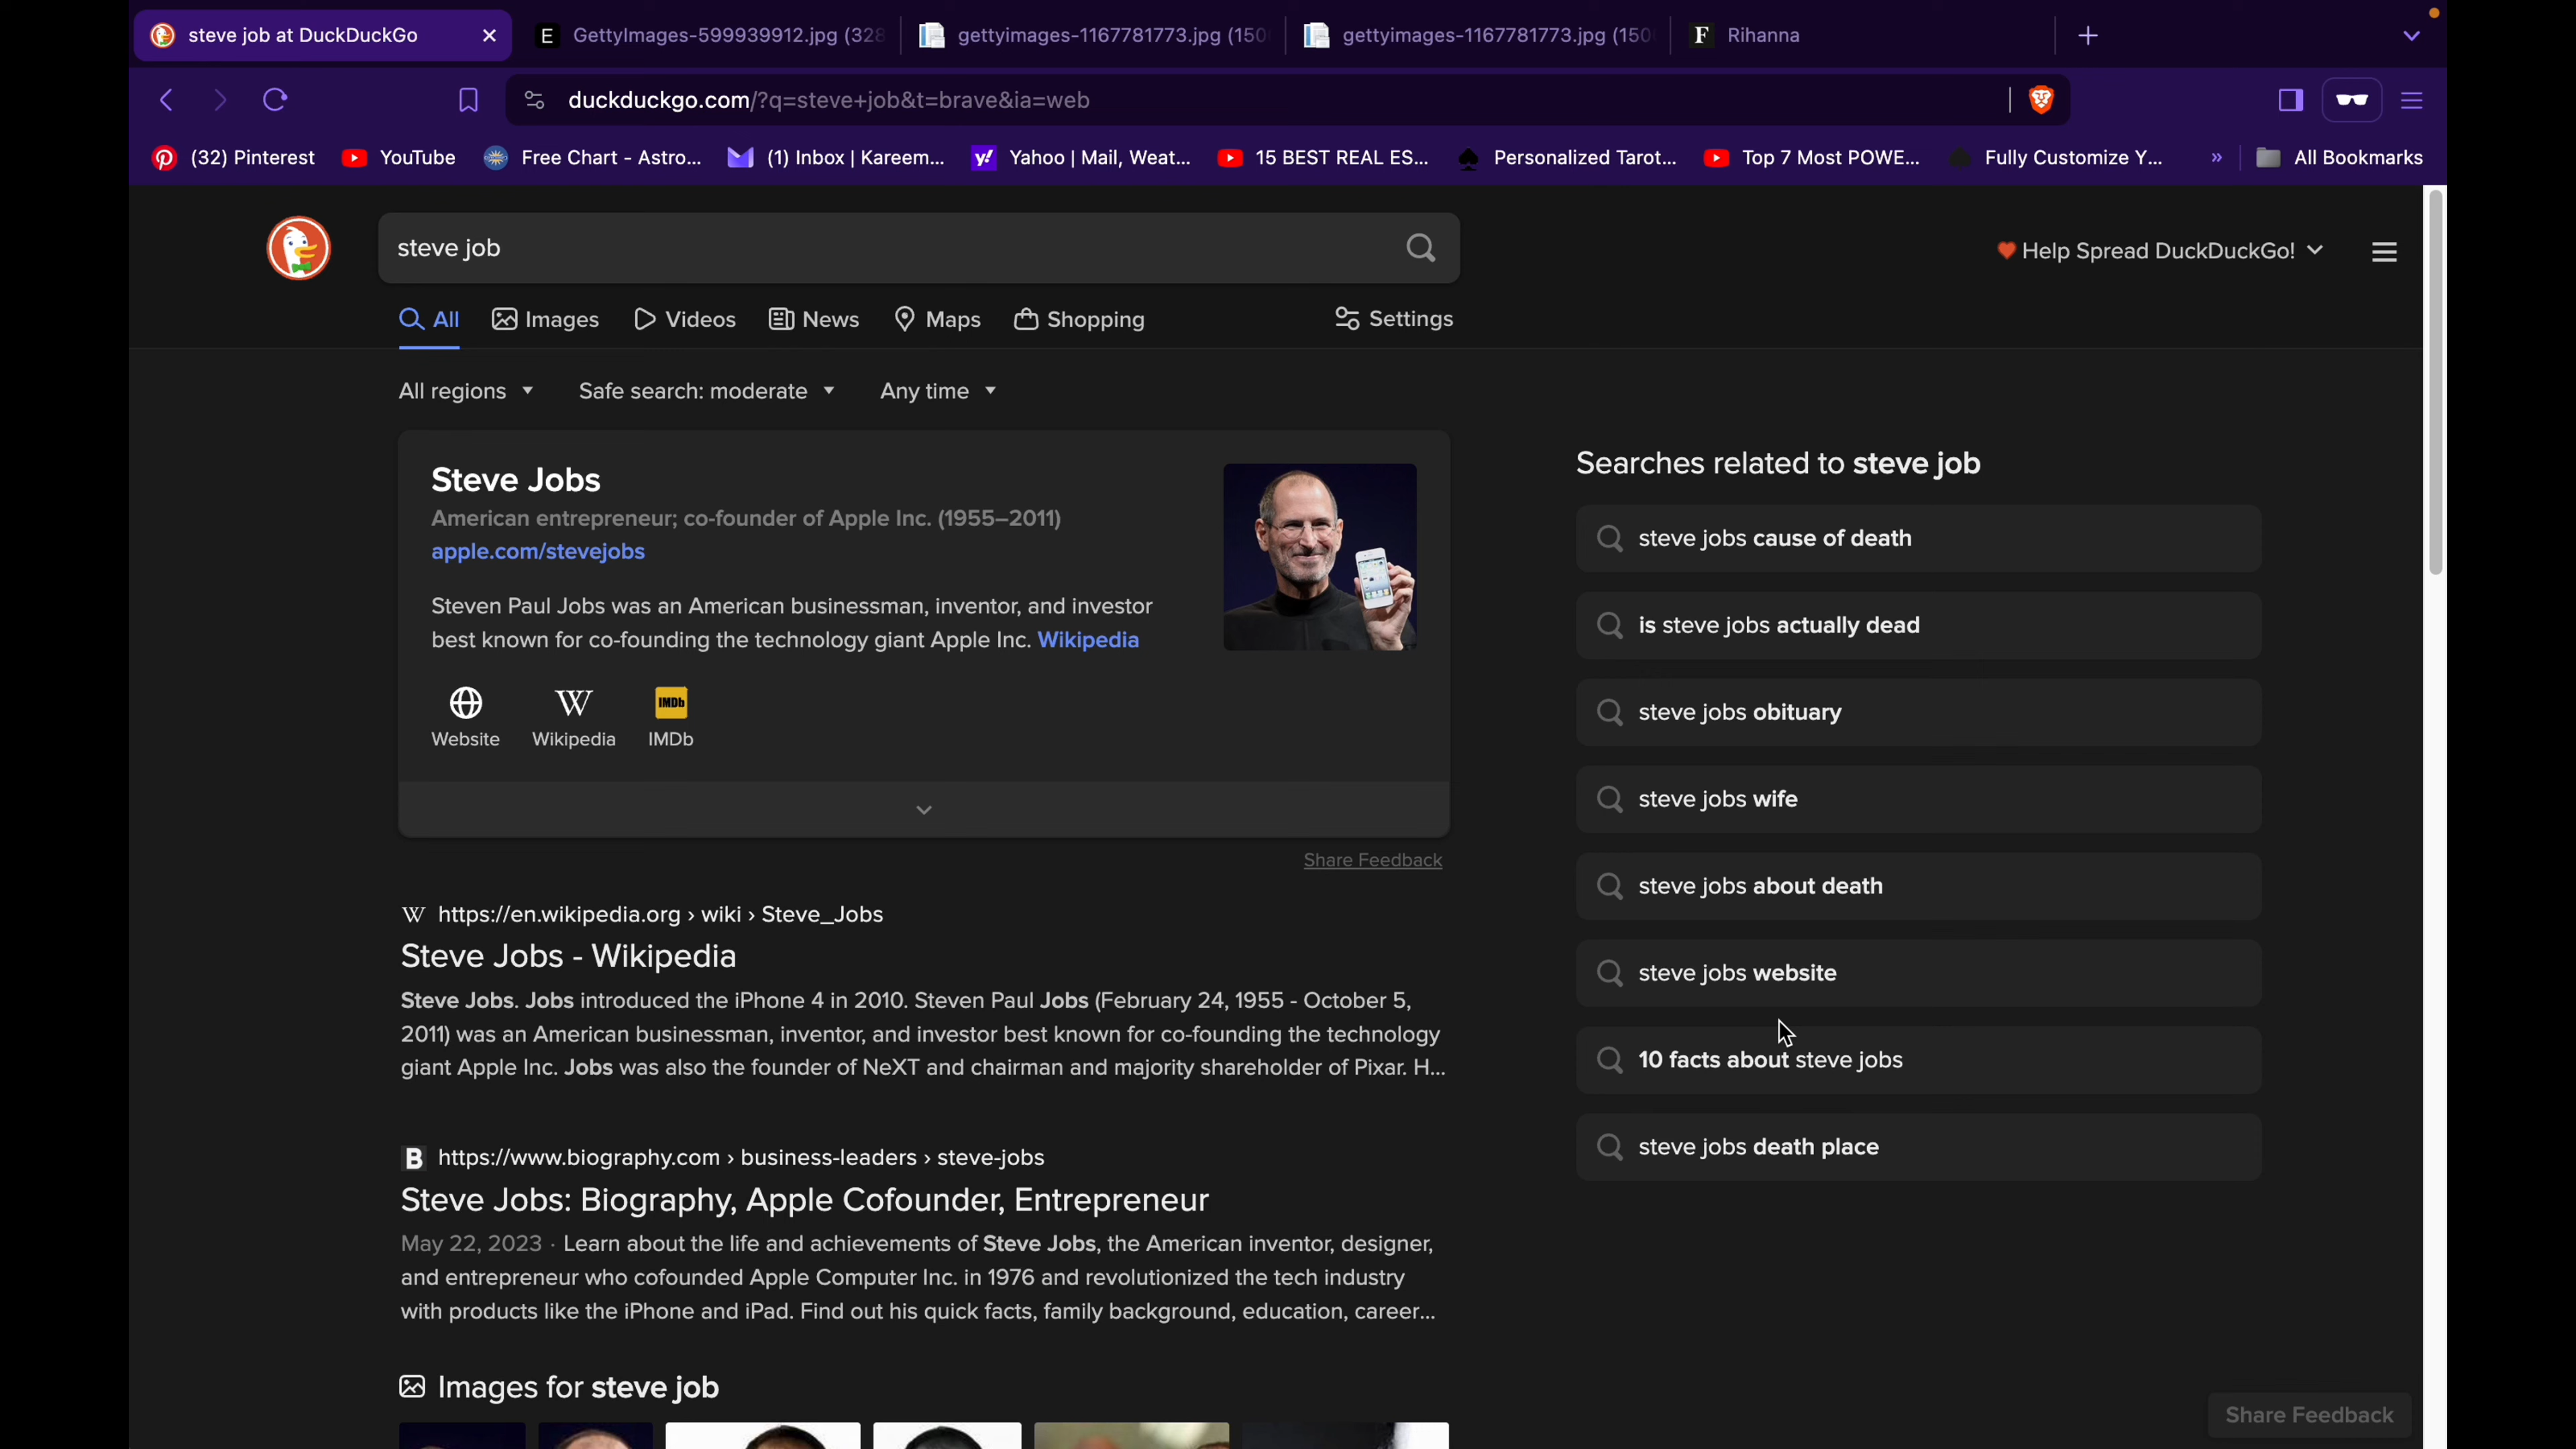 steve job at DuckDuckGo
GettyImages-599939912.jpg (328
gettyimages-1167781773.jpg (150
gettyimages-1167781773.jpg (150
F Rihanna
duckduckgo.com/?q=steve+job&t=brave&ia=web
(32) Pinterest
YouTube
Free Chart - Astro...
(1) Inbox | Kareem...
Yahoo | Mail, Weat...
15 BEST REAL ES...
Personalized Tarot...
Top 7 Most POWE...
Fully Customize Y...
»
All Bookmarks
steve job
Help Spread DuckDuckGo!
All
Images
Videos
News
Maps
Shopping
Settings
All regions
Safe search: moderate
Any time
Steve Jobs
American entrepreneur; co-founder of Apple Inc. (1955–2011)
apple.com/stevejobs
Steven Paul Jobs was an American businessman, inventor, and investor
best known for co-founding the technology giant Apple Inc. Wikipedia
Website
W Wikipedia
IMDb IMDb
Share Feedback
W https://en.wikipedia.org › wiki › Steve_Jobs
Steve Jobs - Wikipedia
Steve Jobs. Jobs introduced the iPhone 4 in 2010. Steven Paul Jobs (February 24, 1955 - October 5,
2011) was an American businessman, inventor, and investor best known for co-founding the technology
giant Apple Inc. Jobs was also the founder of NeXT and chairman and majority shareholder of Pixar. H...
B https://www.biography.com › business-leaders › steve-jobs
Steve Jobs: Biography, Apple Cofounder, Entrepreneur
May 22, 2023 · Learn about the life and achievements of Steve Jobs, the American inventor, designer,
and entrepreneur who cofounded Apple Computer Inc. in 1976 and revolutionized the tech industry
with products like the iPhone and iPad. Find out his quick facts, family background, education, career...
Images for steve job
Searches related to steve job
steve jobs cause of death
is steve jobs actually dead
steve jobs obituary
steve jobs wife
steve jobs about death
steve jobs website
10 facts about steve jobs
steve jobs death place
Share Feedback